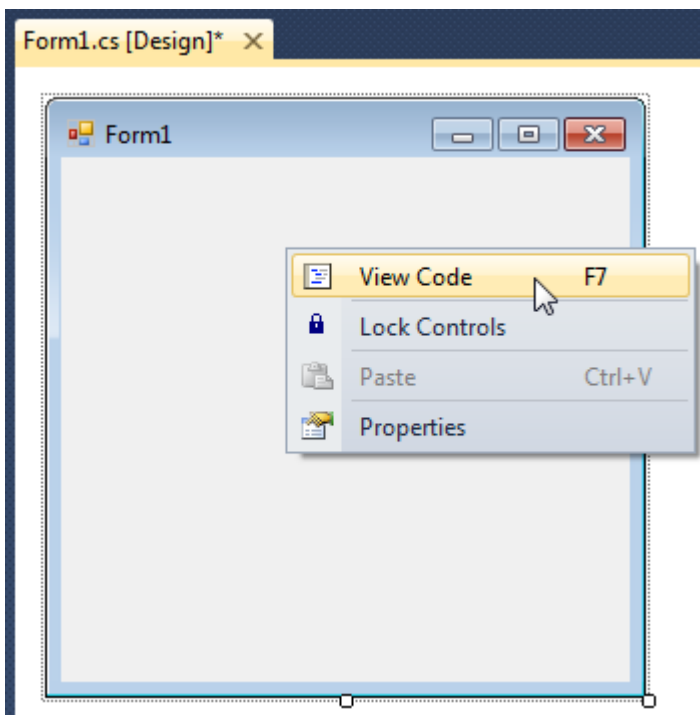 Form1.cs [Design]*
Form1
View Code F7
Lock Controls
Paste Ctrl+V
Properties